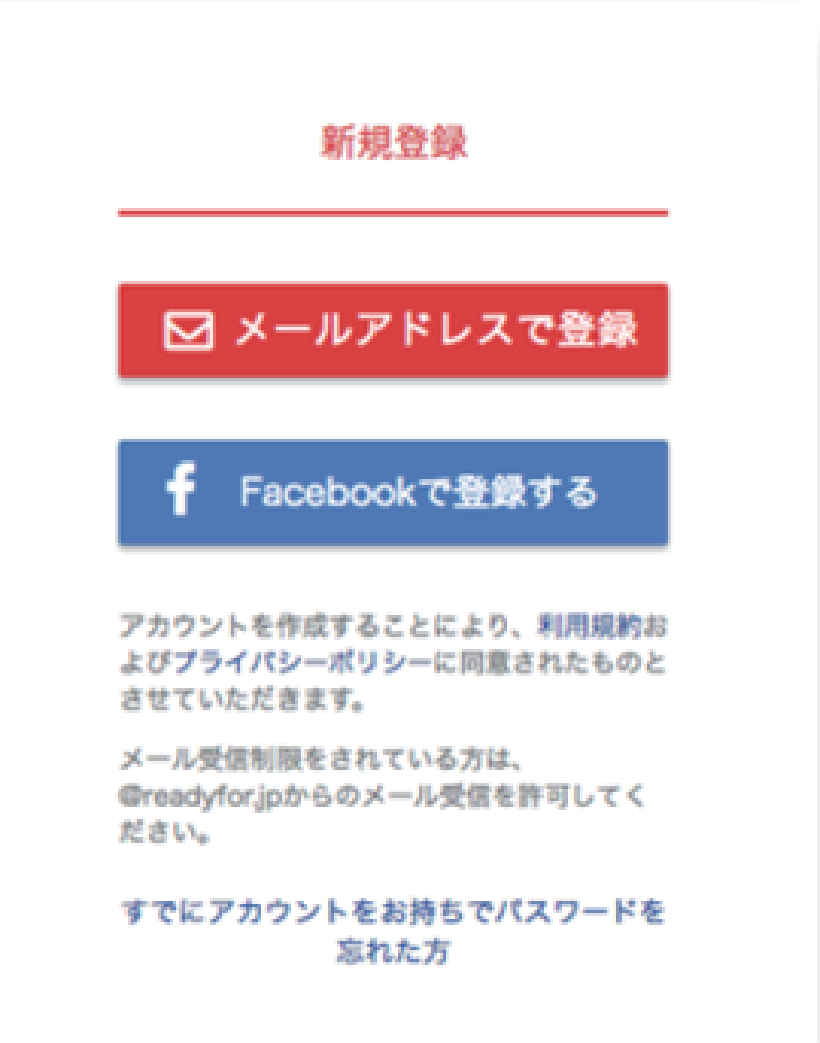 新規登録
メールアドレスで登録
Facebookで登録する
アカウントを作成することにより、利用規約お
よびプライバシーポリシーに同意されたものと
させていただきます。
メール受信制限をされている方は、
@readyfor.jpからのメール受信を許可してく
ださい。
すでにアカウントをお持ちでパスワードを
忘れた方